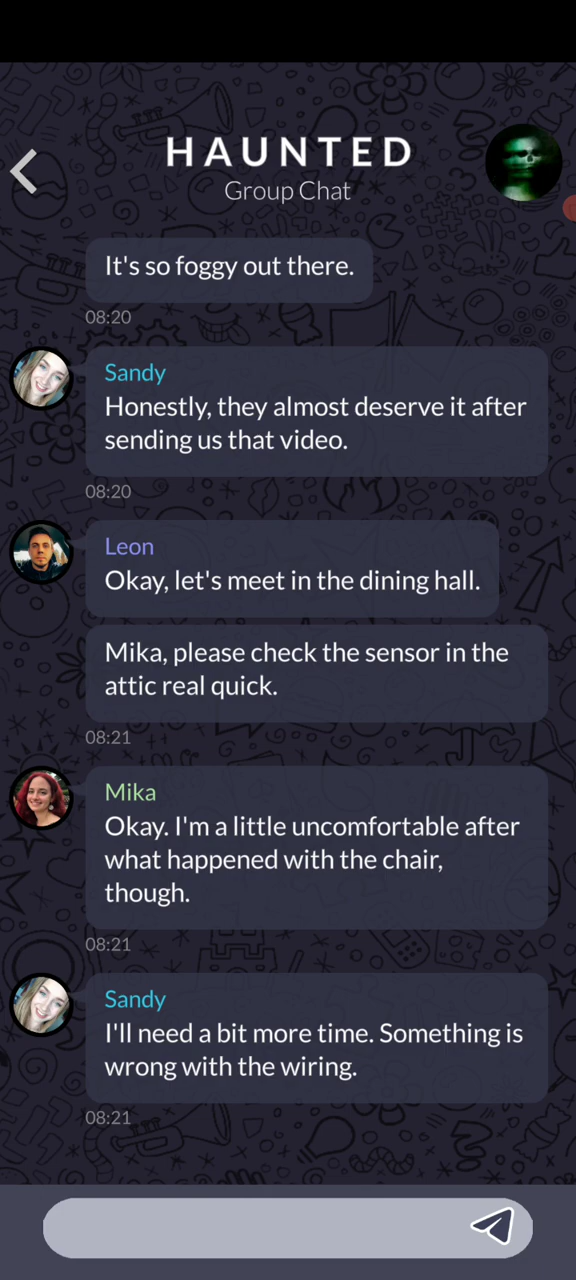 HAUNTED
Group Chat
It's so foggy out there.
08:20
Sandy
Honestly, they almost deserve it after
sending us that video.
08:20
Leon
Okay, let's meet in the dining hall.
Mika, please check the sensor in the
attic real quick.
08:21
Mika
Okay. I'm a little uncomfortable after
what happened with the chair,
though.
08:21
Sandy
I'll need a bit more time. Something is
wrong with the wiring.
08:21